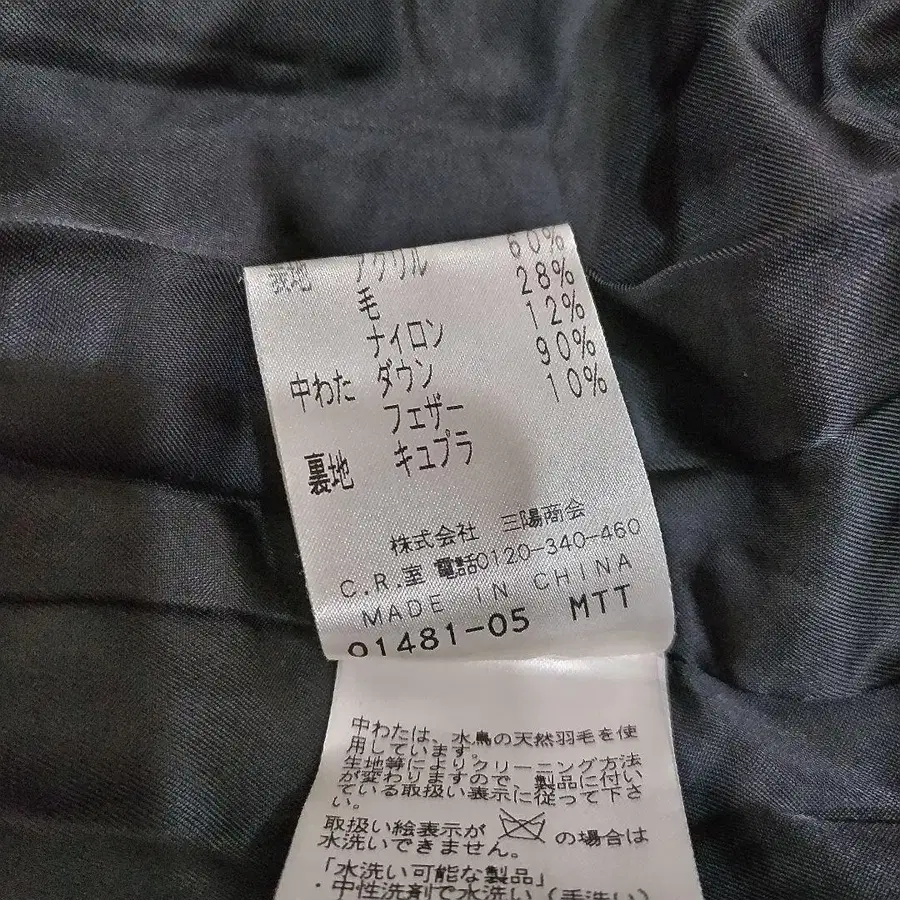 表地 アクリル 60%
毛 28%
ナイロン 12%
中わた ダウン 90%
フェザー 10%
裏地 キュプラ
株式会社 三陽商会
C.R.室 電話0120-340-460
MADE IN CHINA
01481-05 MTT
中わたは、水鳥の天然羽毛を使
用しています。
生地等によりクリーニング方法
が変わりますので、製品に付い
ている取扱い表示に従って下さ
い。
取扱い絵表示が の場合は
水洗いできません。
「水洗い可能な製品」
・中性洗剤で水洗い(手洗い)